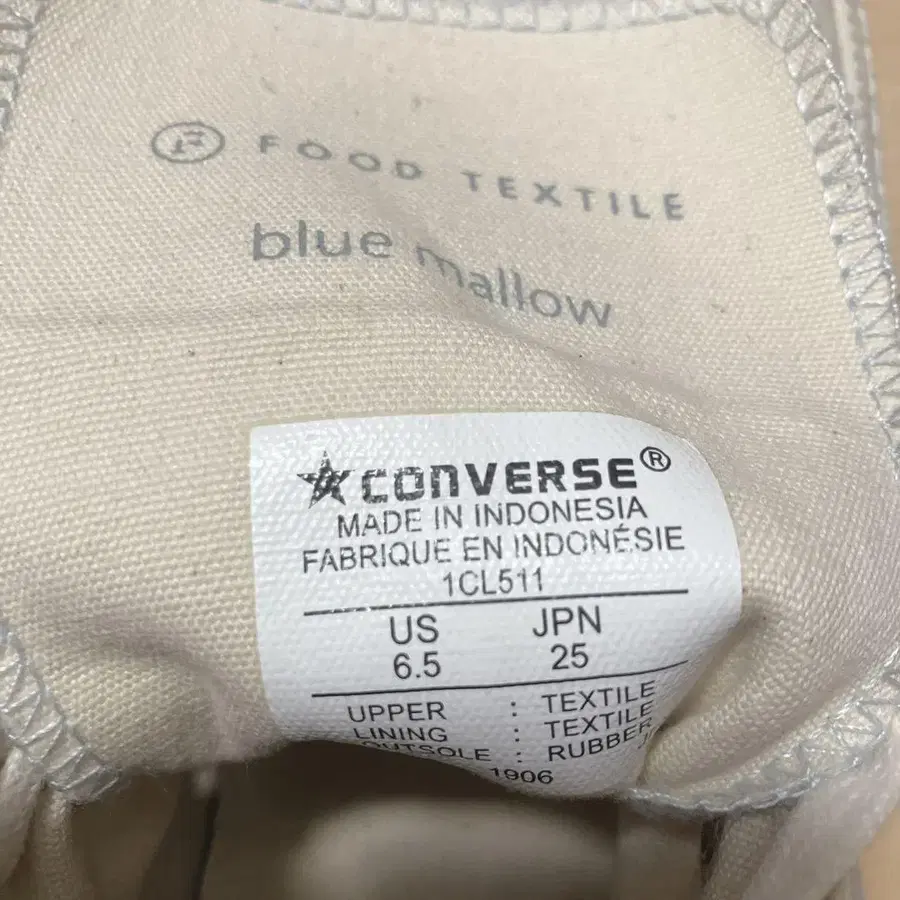 F FOOD TEXTILE
blue mallow
CONVERSE®
MADE IN INDONESIA
FABRIQUE EN INDONÉSIE
1CL511
US JPN
6.5 25
UPPER : TEXTILE
LINING : TEXTILE
OUTSOLE : RUBBER
1906